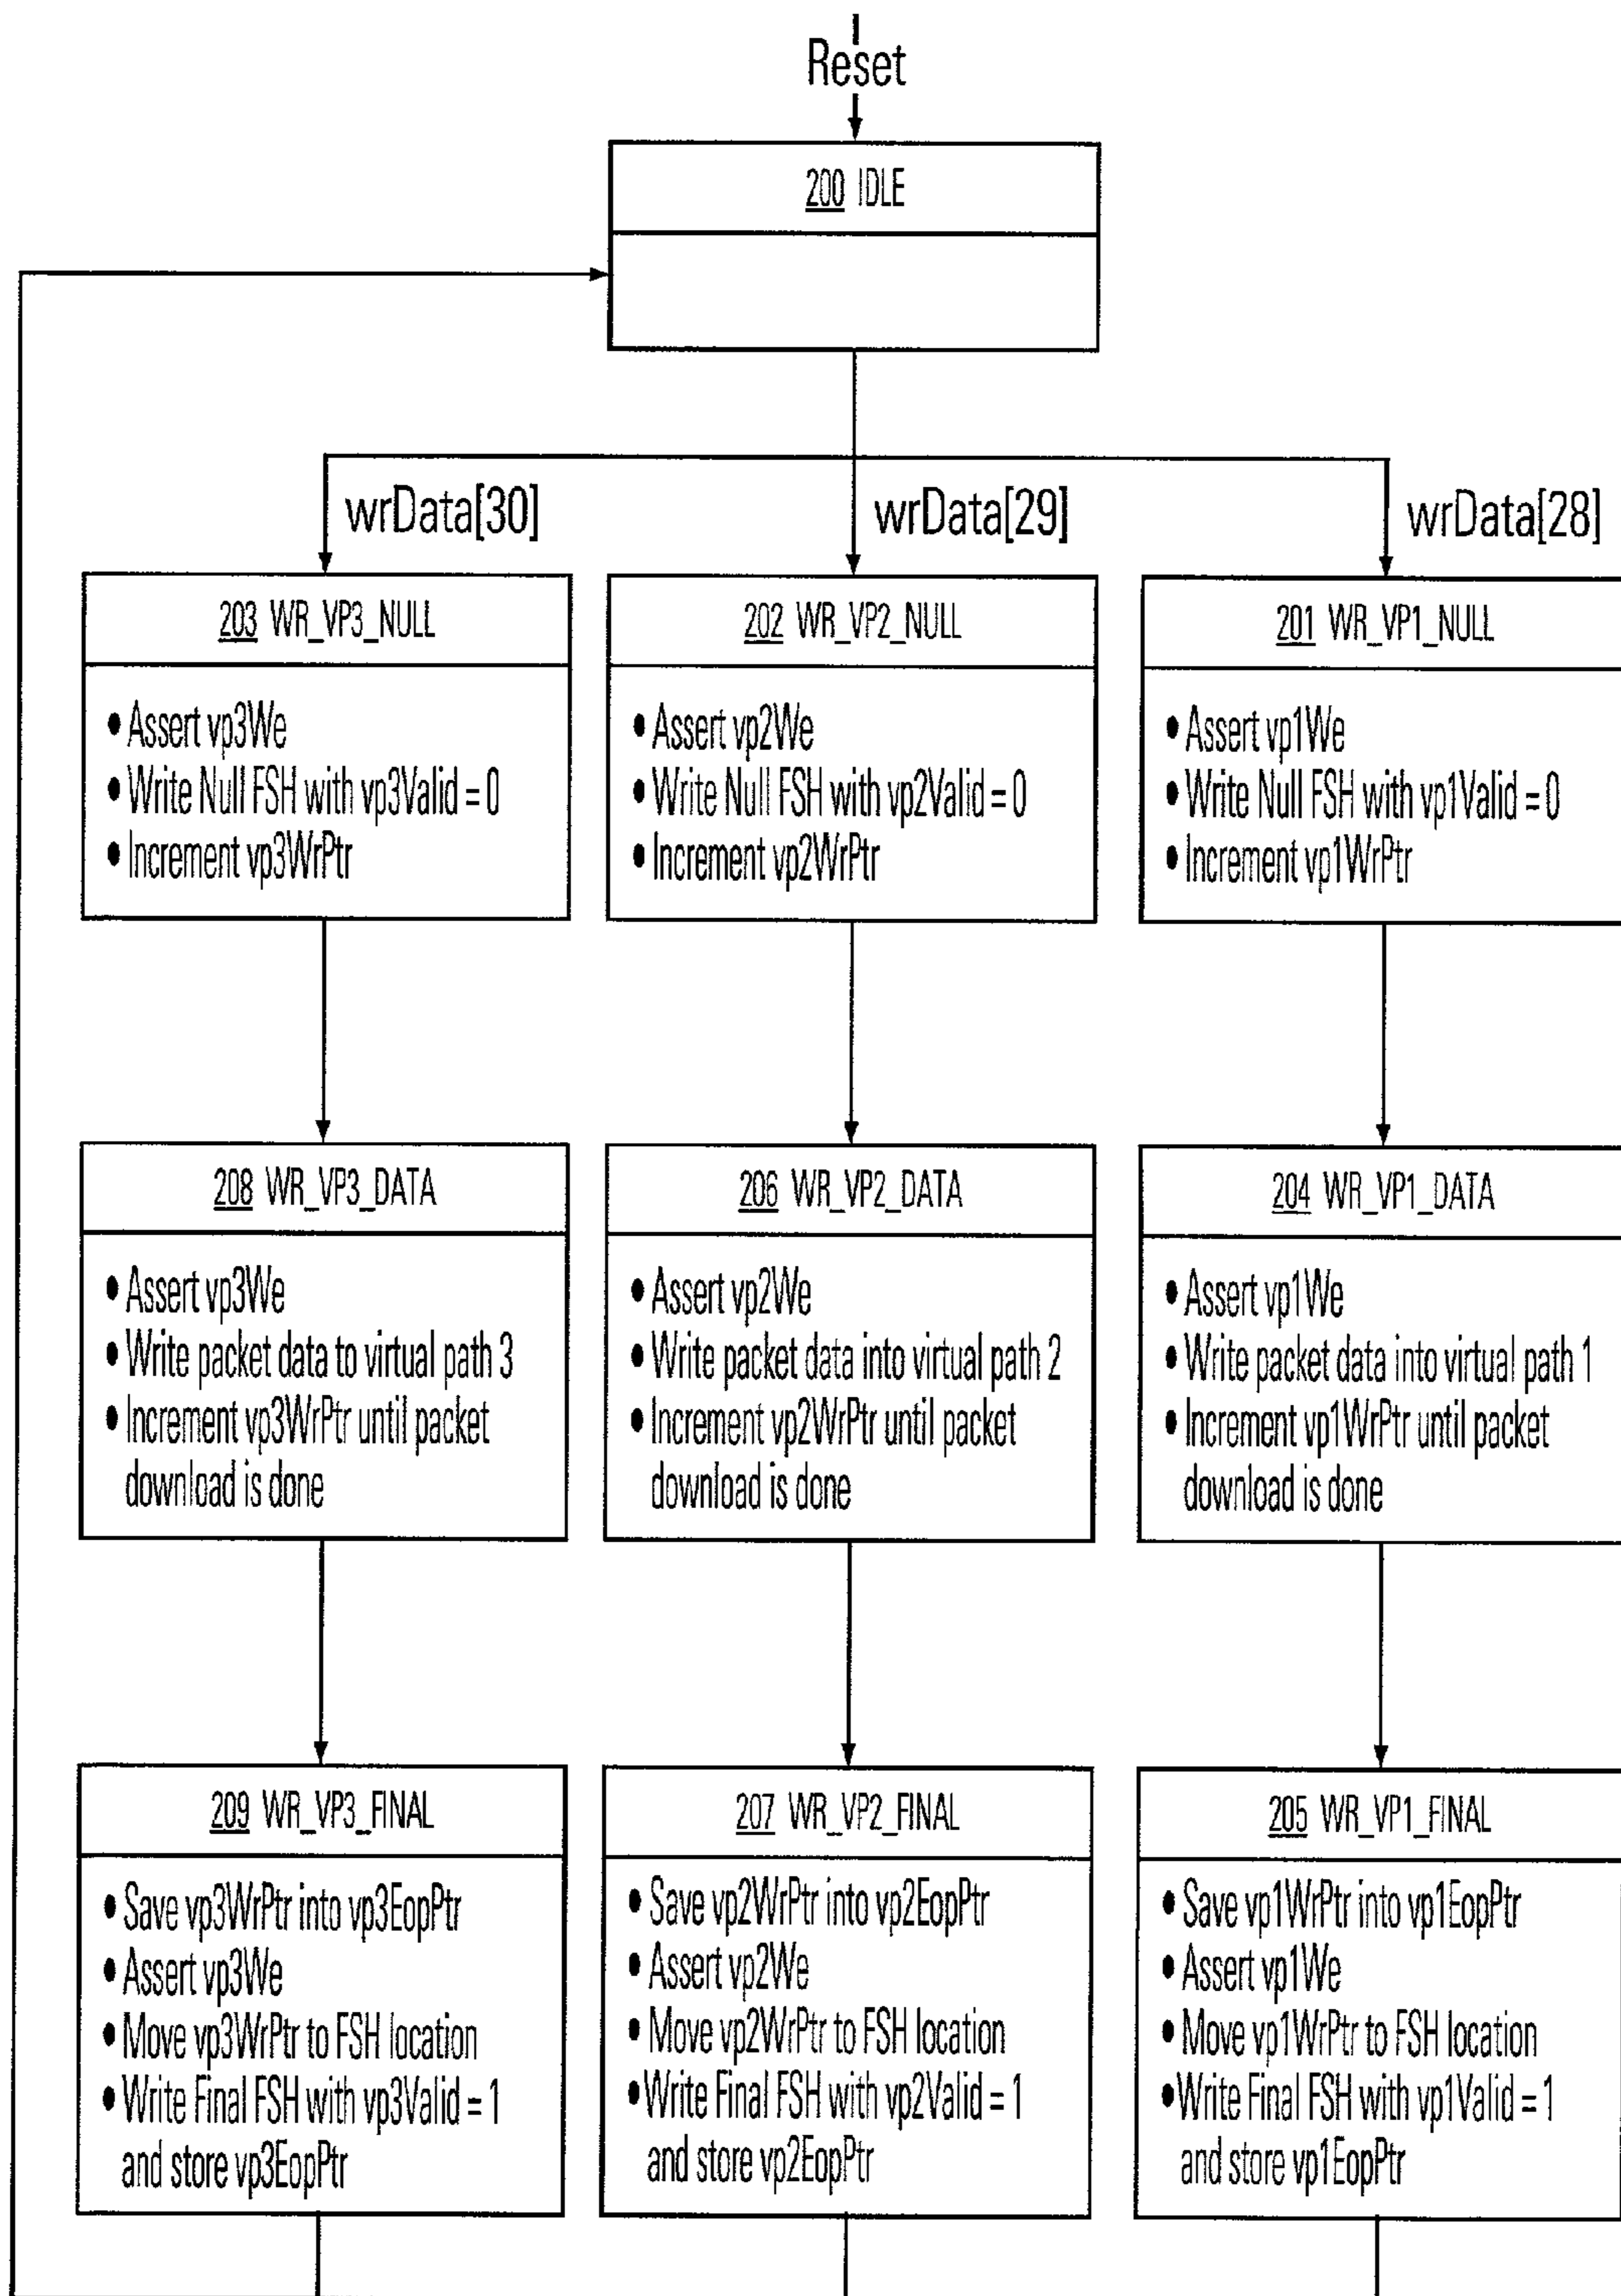 Reset
200 IDLE
wrData[30]
wrData[29]
wrData[28]
203 WR_VP3_NULL
• Assert vp3We
• Write Null FSH with vp3Valid = 0
• Increment vp3WrPtr
202 WR_VP2_NULL
• Assert vp2We
• Write Null FSH with vp2Valid = 0
• Increment vp2WrPtr
201 WR_VP1_NULL
• Assert vp1We
• Write Null FSH with vp1Valid = 0
• Increment vp1WrPtr
208 WR_VP3_DATA
• Assert vp3We
• Write packet data to virtual path 3
• Increment vp3WrPtr until packet
download is done
206 WR_VP2_DATA
• Assert vp2We
• Write packet data into virtual path 2
• Increment vp2WrPtr until packet
download is done
204 WR_VP1_DATA
• Assert vp1We
• Write packet data into virtual path 1
• Increment vp1WrPtr until packet
download is done
209 WR_VP3_FINAL
• Save vp3WrPtr into vp3EopPtr
• Assert vp3We
• Move vp3WrPtr to FSH location
• Write Final FSH with vp3Valid = 1
and store vp3EopPtr
207 WR_VP2_FINAL
• Save vp2WrPtr into vp2EopPtr
• Assert vp2We
• Move vp2WrPtr to FSH location
• Write Final FSH with vp2Valid = 1
and store vp2EopPtr
205 WR_VP1_FINAL
• Save vp1WrPtr into vp1EopPtr
• Assert vp1We
• Move vp1WrPtr to FSH location
• Write Final FSH with vp1Valid = 1
and store vp1EopPtr